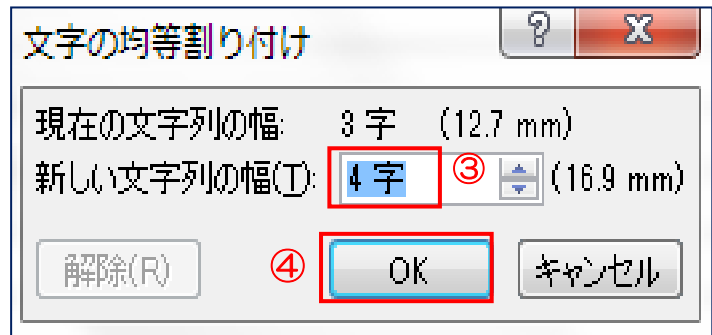 文字の均等割り付け
現在の文字列の幅: 3 字 (12.7 mm)
新しい文字列の幅(T): 4 字 ③ (16.9 mm)
解除(R) ④ OK キャンセル